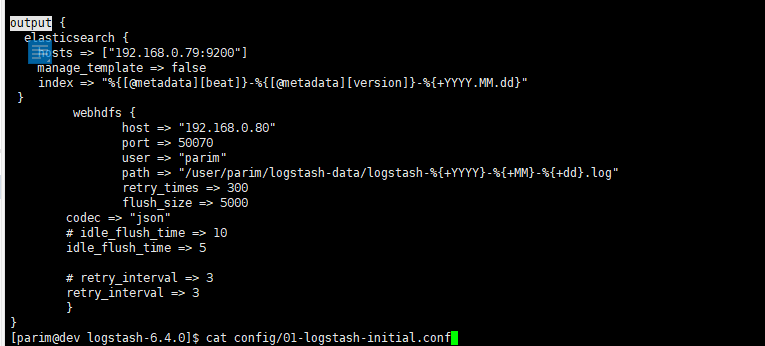 output {
  elasticsearch {
    hosts => ["192.168.0.79:9200"]
    manage_template => false
    index => "%{[@metadata][beat]}-%{[@metadata][version]}-%{+YYYY.MM.dd}"
 }
         webhdfs {
                host => "192.168.0.80"
                port => 50070
                user => "parim"
                path => "/user/parim/logstash-data/logstash-%{+YYYY}-%{+MM}-%{+dd}.log"
                retry_times => 300
                flush_size => 5000
        codec => "json"
        # idle_flush_time => 10
        idle_flush_time => 5

        # retry_interval => 3
        retry_interval => 3
        }
}
[parim@dev logstash-6.4.0]$ cat config/01-logstash-initial.conf